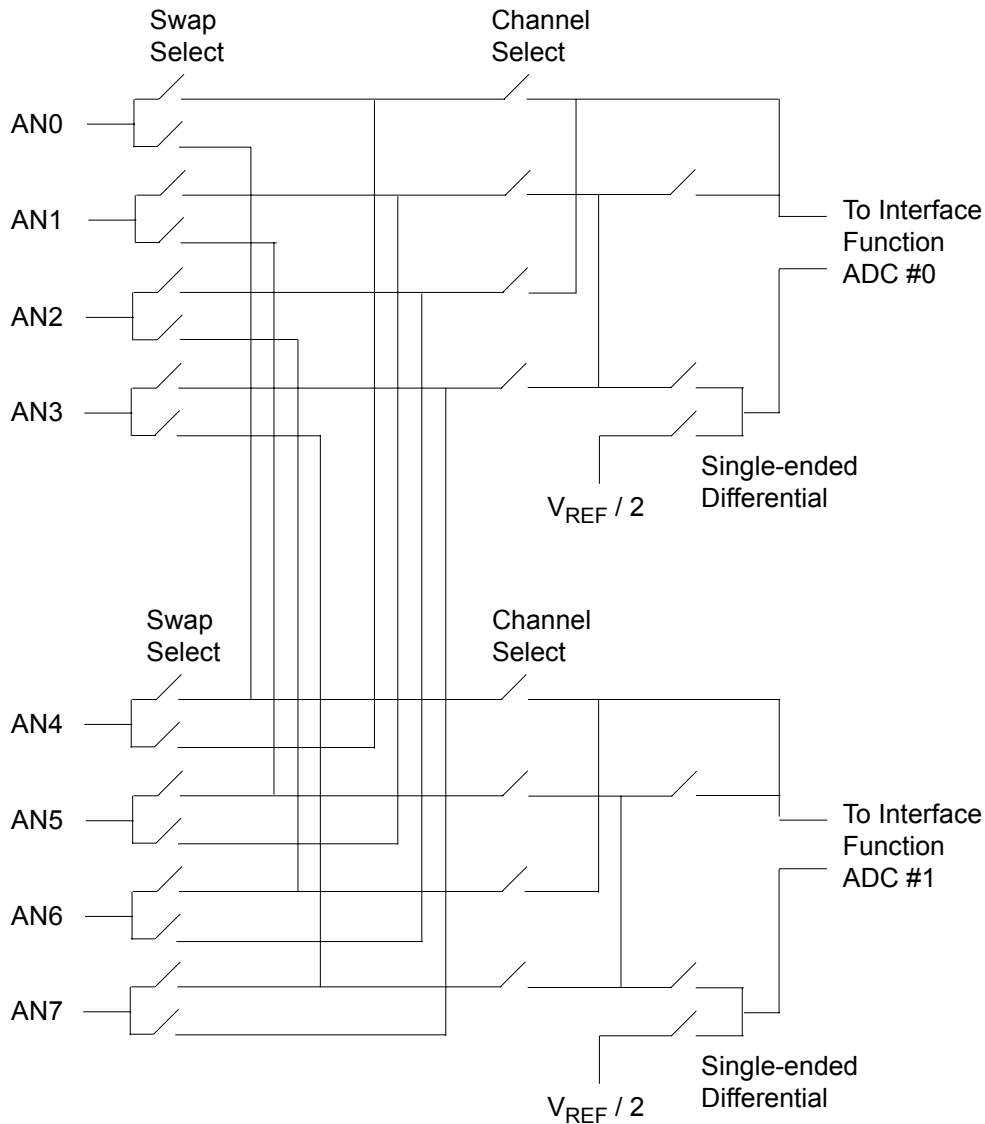 Swap
Select
Channel
Select
AN0
AN1
AN2
AN3
To Interface
Function
ADC #0
Single-ended
Differential
VREF / 2
Swap
Select
Channel
Select
AN4
AN5
AN6
AN7
To Interface
Function
ADC #1
Single-ended
Differential
VREF / 2